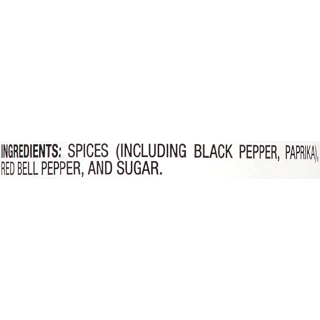 INGREDIENTS: SPICES (INCLUDING BLACK PEPPER, PAPRIKA),
RED BELL PEPPER, AND SUGAR.